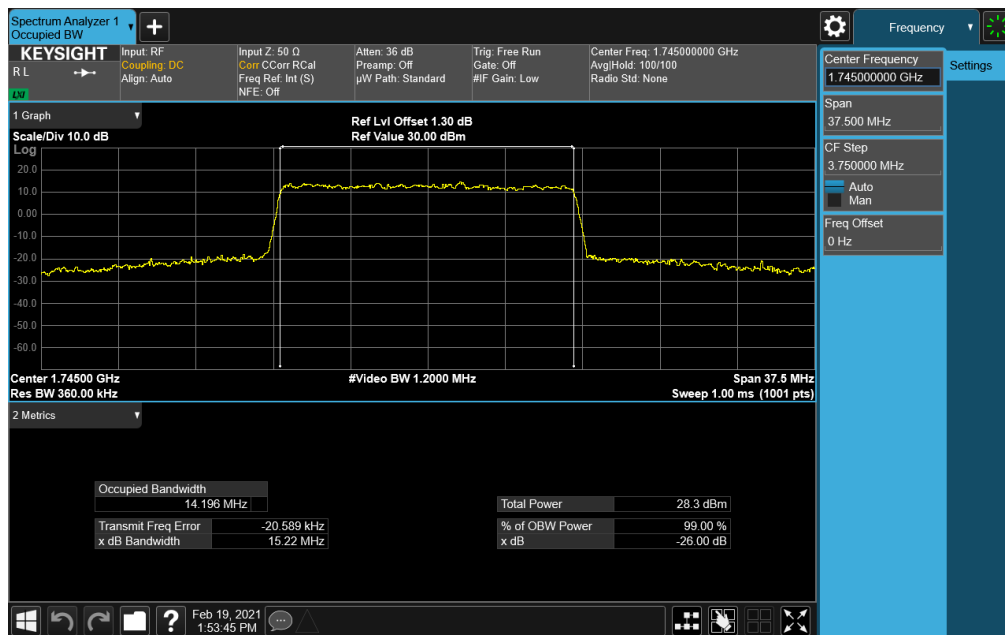 Spectrum Analyzer 1
Occupied BW
Frequency
KEYSIGHT
R L
LXI
Input: RF
Coupling: DC
Align: Auto
Input Z: 50 Ω
Corr CCorr RCal
Freq Ref: Int (S)
NFE: Off
Atten: 36 dB
Preamp: Off
µW Path: Standard
Trig: Free Run
Gate: Off
#IF Gain: Low
Center Freq: 1.745000000 GHz
Avg|Hold: 100/100
Radio Std: None
Center Frequency
1.745000000 GHz
Settings
Span
37.500 MHz
CF Step
3.750000 MHz
Auto
Man
Freq Offset
0 Hz
1 Graph
Scale/Div 10.0 dB
Ref Lvl Offset 1.30 dB
Ref Value 30.00 dBm
Log
20.0
10.0
0.00
-10.0
-20.0
-30.0
-40.0
-50.0
-60.0
Center 1.74500 GHz
#Video BW 1.2000 MHz
Span 37.5 MHz
Res BW 360.00 kHz
Sweep 1.00 ms (1001 pts)
2 Metrics
Occupied Bandwidth
14.196 MHz
Total Power 28.3 dBm
Transmit Freq Error -20.589 kHz
% of OBW Power 99.00 %
x dB Bandwidth 15.22 MHz
x dB -26.00 dB
Feb 19, 2021
1:53:45 PM